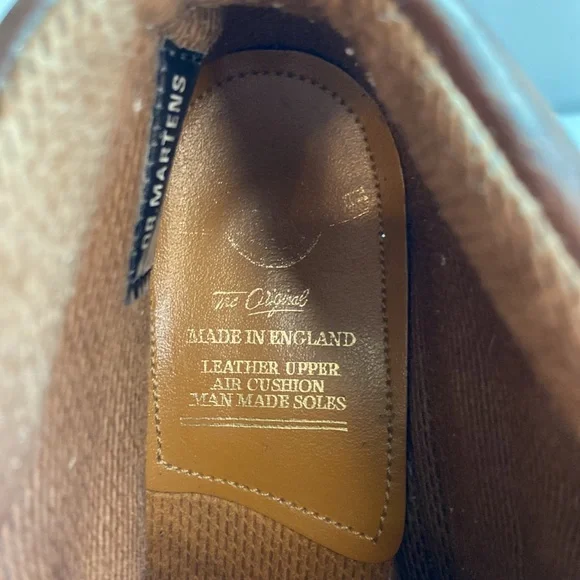 DR MARTENS
The Original
MADE IN ENGLAND
LEATHER UPPER
AIR CUSHION
MAN MADE SOLES